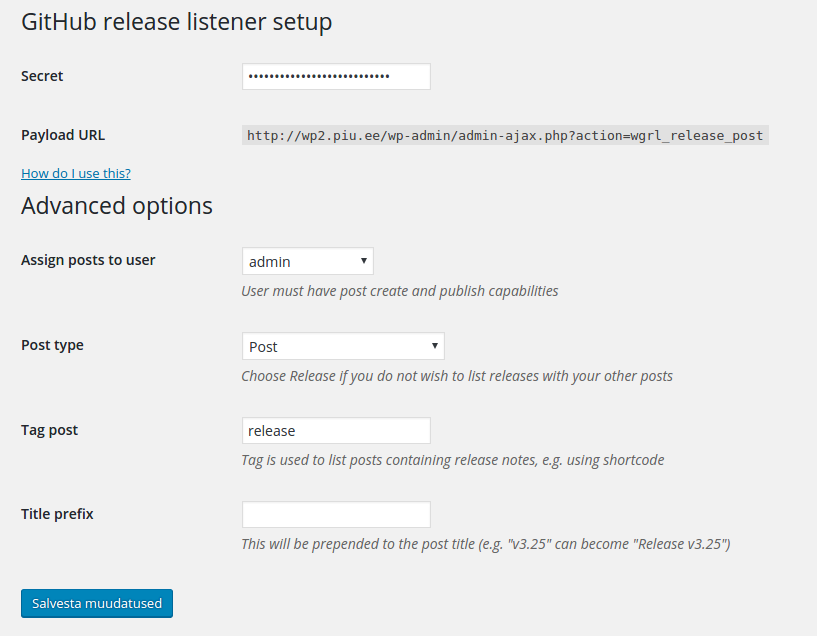 GitHub release listener setup
Secret
Payload URL http://wp2.piu.ee/wp-admin/admin-ajax.php?action=wgrl_release_post
How do I use this?
Advanced options
Assign posts to user admin
User must have post create and publish capabilities
Post type Post
Choose Release if you do not wish to list releases with your other posts
Tag post release
Tag is used to list posts containing release notes, e.g. using shortcode
Title prefix
This will be prepended to the post title (e.g. "v3.25" can become "Release v3.25")
Salvesta muudatused